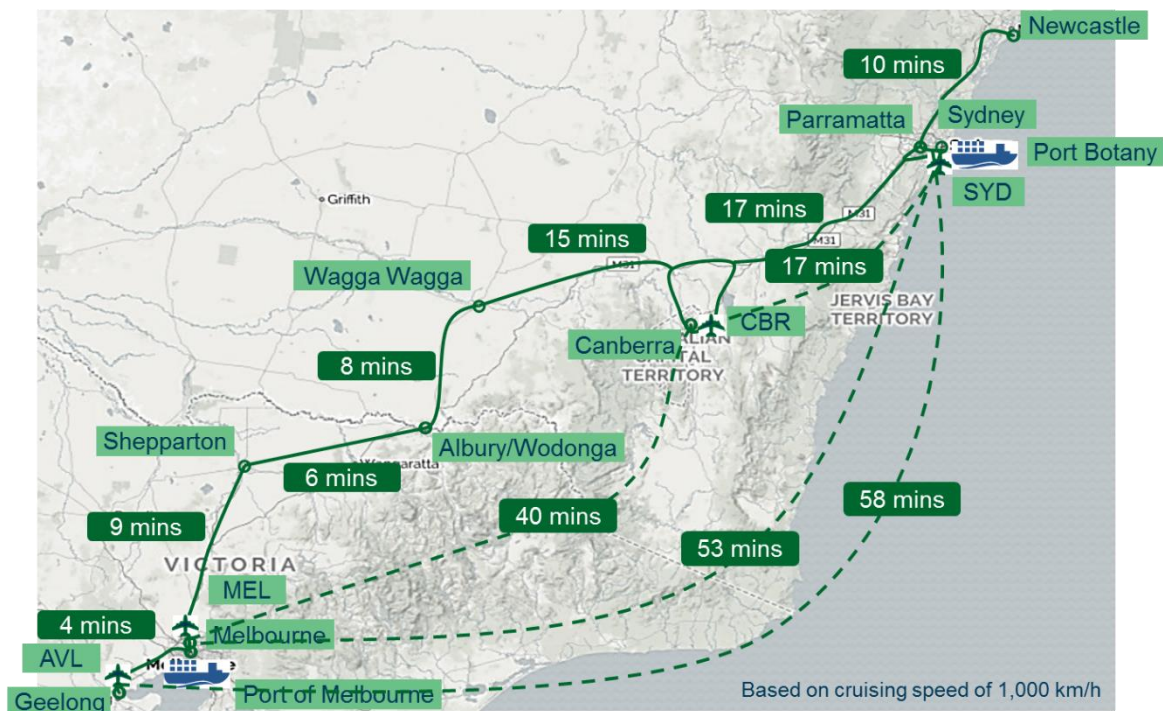 Newcastle
10 mins
Parramatta
Sydney
Port Botany
SYD
Griffith
17 mins
M31
15 mins
M31
M31
17 mins
Wagga Wagga
JERVIS BAY
TERRITORY
CBR
Canberra
CAPITAL
TERRITORY
8 mins
Shepparton
Albury/Wodonga
6 mins
58 mins
40 mins
9 mins
53 mins
VICTORIA
MEL
4 mins
Melbourne
AVL
Port of Melbourne
Geelong
Based on cruising speed of 1,000 km/h